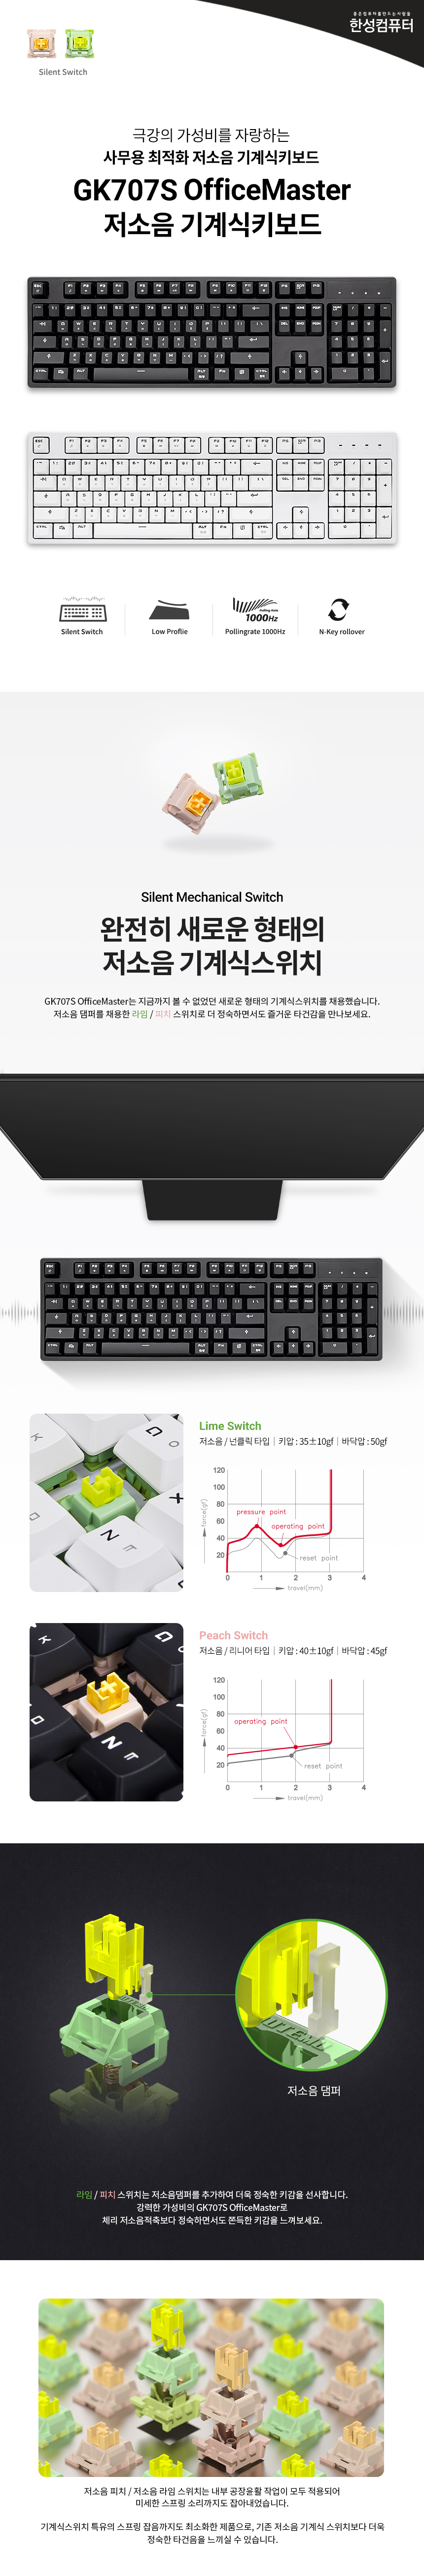 좋은컴퓨터를만드는사람들
한성컴퓨터
Silent Switch
극강의 가성비를 자랑하는
사무용 최적화 저소음 기계식키보드
GK707S OfficeMaster
저소음 기계식키보드
Silent Switch
Low Proflie
Polling Rate
1000Hz
Pollingrate 1000Hz
N-Key rollover
Silent Mechanical Switch
완전히 새로운 형태의
저소음 기계식스위치
GK707S OfficeMaster는 지금까지 볼 수 없었던 새로운 형태의 기계식스위치를 채용했습니다.
저소음 댐퍼를 채용한 라임 / 피치 스위치로 더 정숙하면서도 즐거운 타건감을 만나보세요.
Lime Switch
저소음 / 넌클릭 타입 | 키압 : 35±10gf | 바닥압 : 50gf
120
100
80
60
40
20
force(gf)
pressure point
operating point
reset point
0 1 2 3 4
travel(mm)
Peach Switch
저소음 / 리니어 타입 | 키압 : 40±10gf | 바닥압 : 45gf
120
100
80
60
40
20
force(gf)
operating point
reset point
0 1 2 3 4
travel(mm)
OTEMU
저소음 댐퍼
라임 / 피치 스위치는 저소음댐퍼를 추가하여 더욱 정숙한 키감을 선사합니다.
강력한 가성비의 GK707S OfficeMaster로
체리 저소음적축보다 정숙하면서도 쫀득한 키감을 느껴보세요.
저소음 피치 / 저소음 라임 스위치는 내부 공장윤활 작업이 모두 적용되어
미세한 스프링 소리까지도 잡아내었습니다.
기계식스위치 특유의 스프링 잡음까지도 최소화한 제품으로, 기존 저소음 기계식 스위치보다 더욱
정숙한 타건음을 느끼실 수 있습니다.